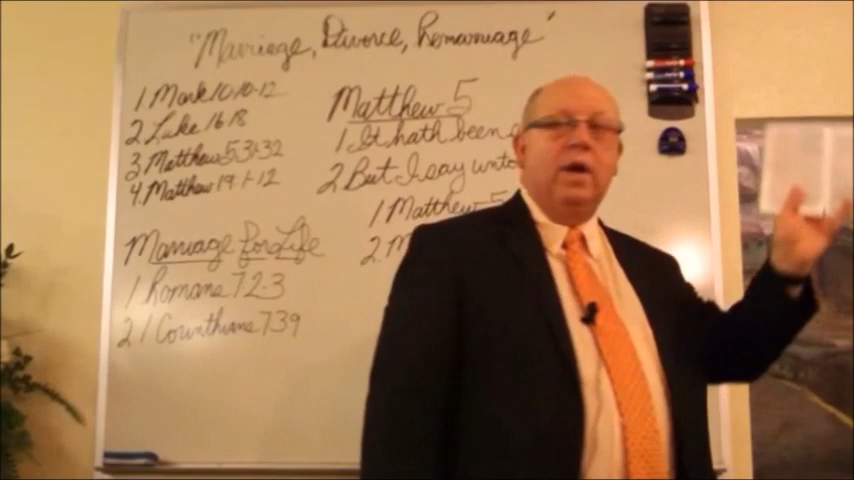 "Marriage, Divorce, Remarriage"
1 Mark 10 10-12
2 Luke 16 18
3 Matthew 5 31-32
4. Matthew 19 1-12
Marriage for Life
1 Romans 7 2-3
2 1 Corinthians 7 39
Matthew 5
1 It hath been
2 But I say unto
1 Matthew 5
2.